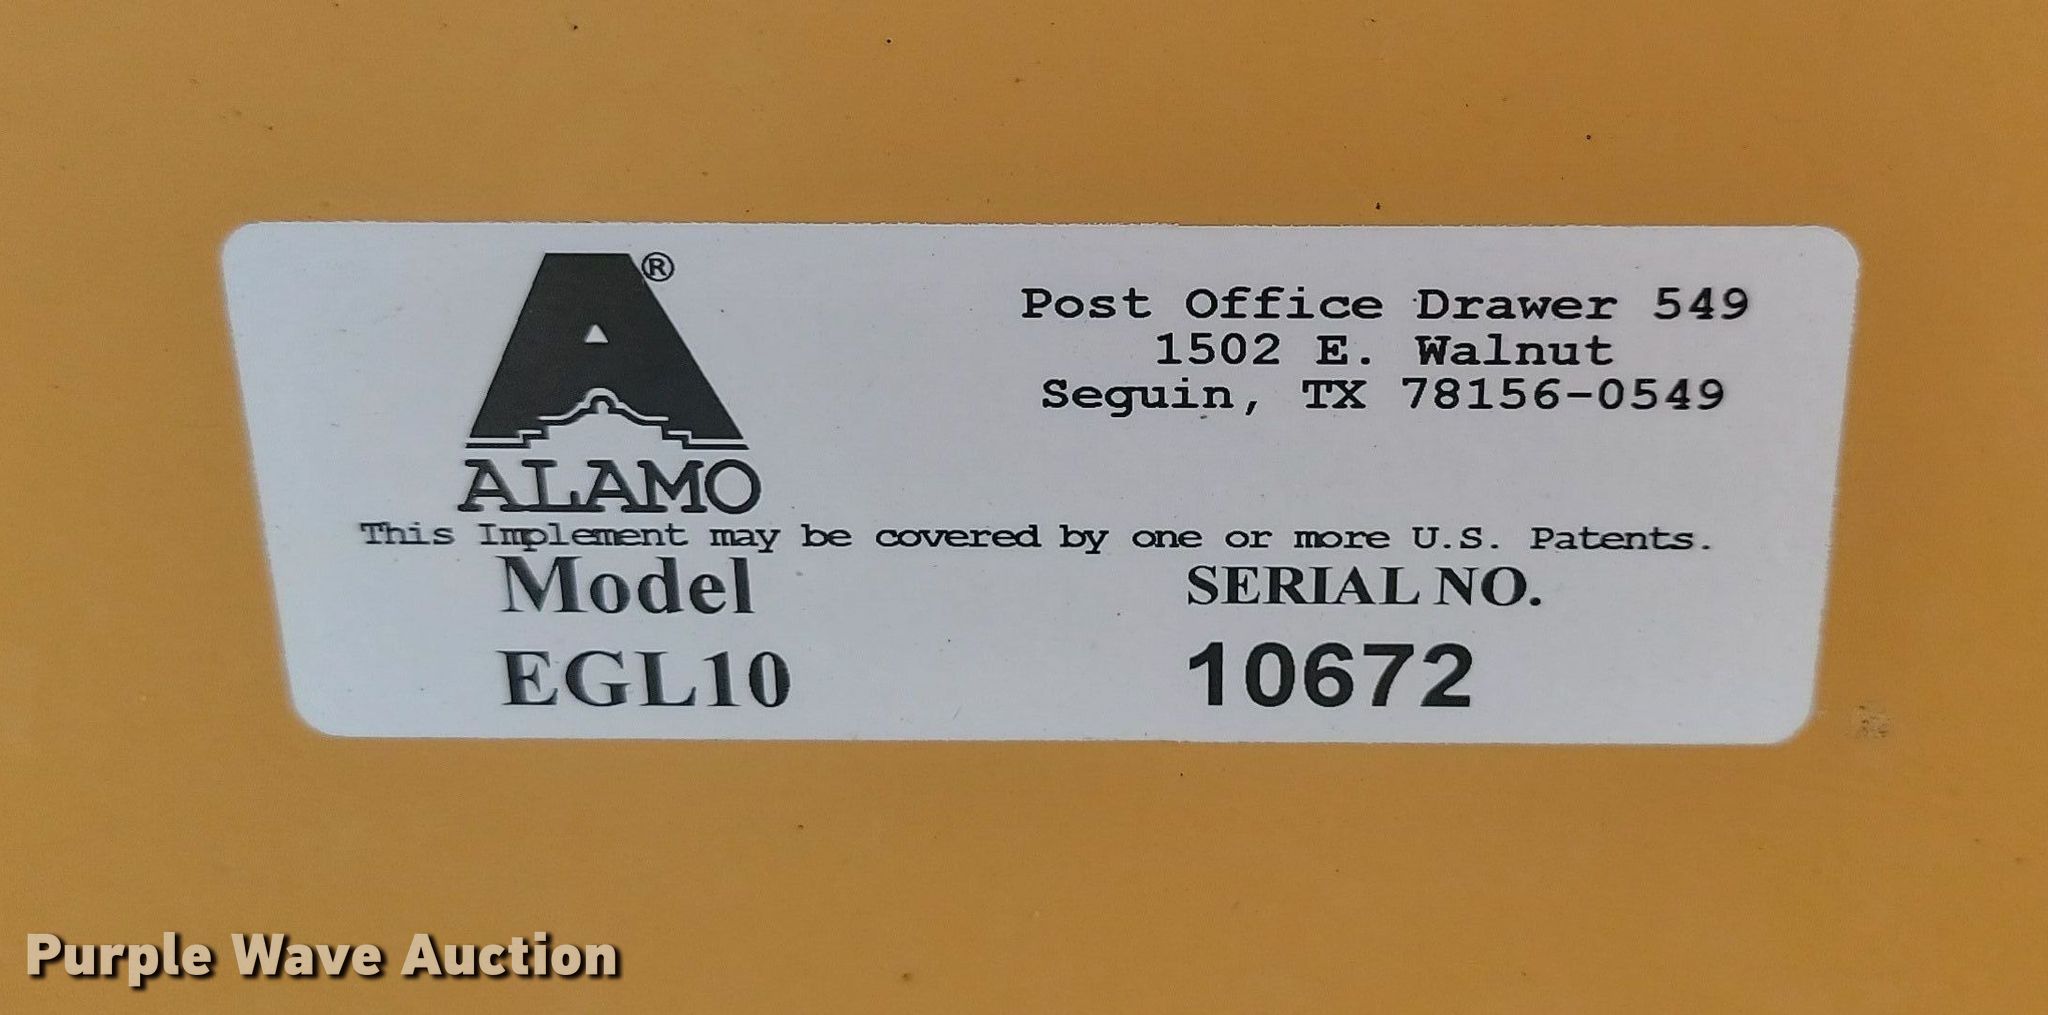 A®
ALAMO
Post Office Drawer 549
1502 E. Walnut
Seguin, TX 78156-0549
This Implement may be covered by one or more U.S. Patents.
Model
EGL10
SERIAL NO.
10672
Purple Wave Auction